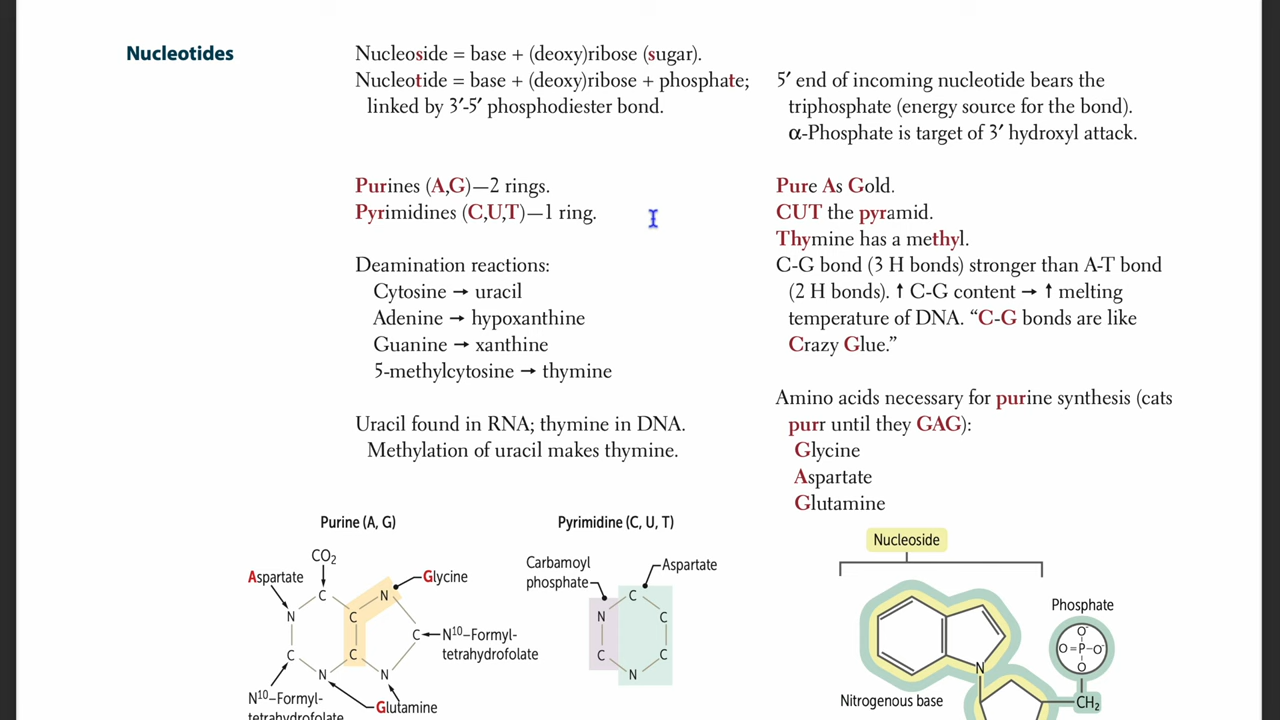 Nucleotides
Nucleoside = base + (deoxy)ribose (sugar).
Nucleotide = base + (deoxy)ribose + phosphate;
linked by 3′-5′ phosphodiester bond.
5′ end of incoming nucleotide bears the
triphosphate (energy source for the bond).
α-Phosphate is target of 3′ hydroxyl attack.
Purines (A,G)—2 rings.
Pyrimidines (C,U,T)—1 ring.
Pure As Gold.
CUT the pyramid.
Thymine has a methyl.
Deamination reactions:
Cytosine → uracil
Adenine → hypoxanthine
Guanine → xanthine
5-methylcytosine → thymine
C-G bond (3 H bonds) stronger than A-T bond
(2 H bonds). ↑ C-G content → ↑ melting
temperature of DNA. “C-G bonds are like
Crazy Glue.”
Uracil found in RNA; thymine in DNA.
Methylation of uracil makes thymine.
Amino acids necessary for purine synthesis (cats
purr until they GAG):
Glycine
Aspartate
Glutamine
Purine (A, G)
CO2
Aspartate
Glycine
C
N
N
C
C
N10–Formyl-
tetrahydrofolate
C
C
N
N
N10–Formyl-
tetrahydrofolate
Glutamine
Pyrimidine (C, U, T)
Carbamoyl
phosphate
Aspartate
C
N
C
C
C
N
Nucleoside
Phosphate
O-
O=P–O-
O
N
Nitrogenous base
CH2